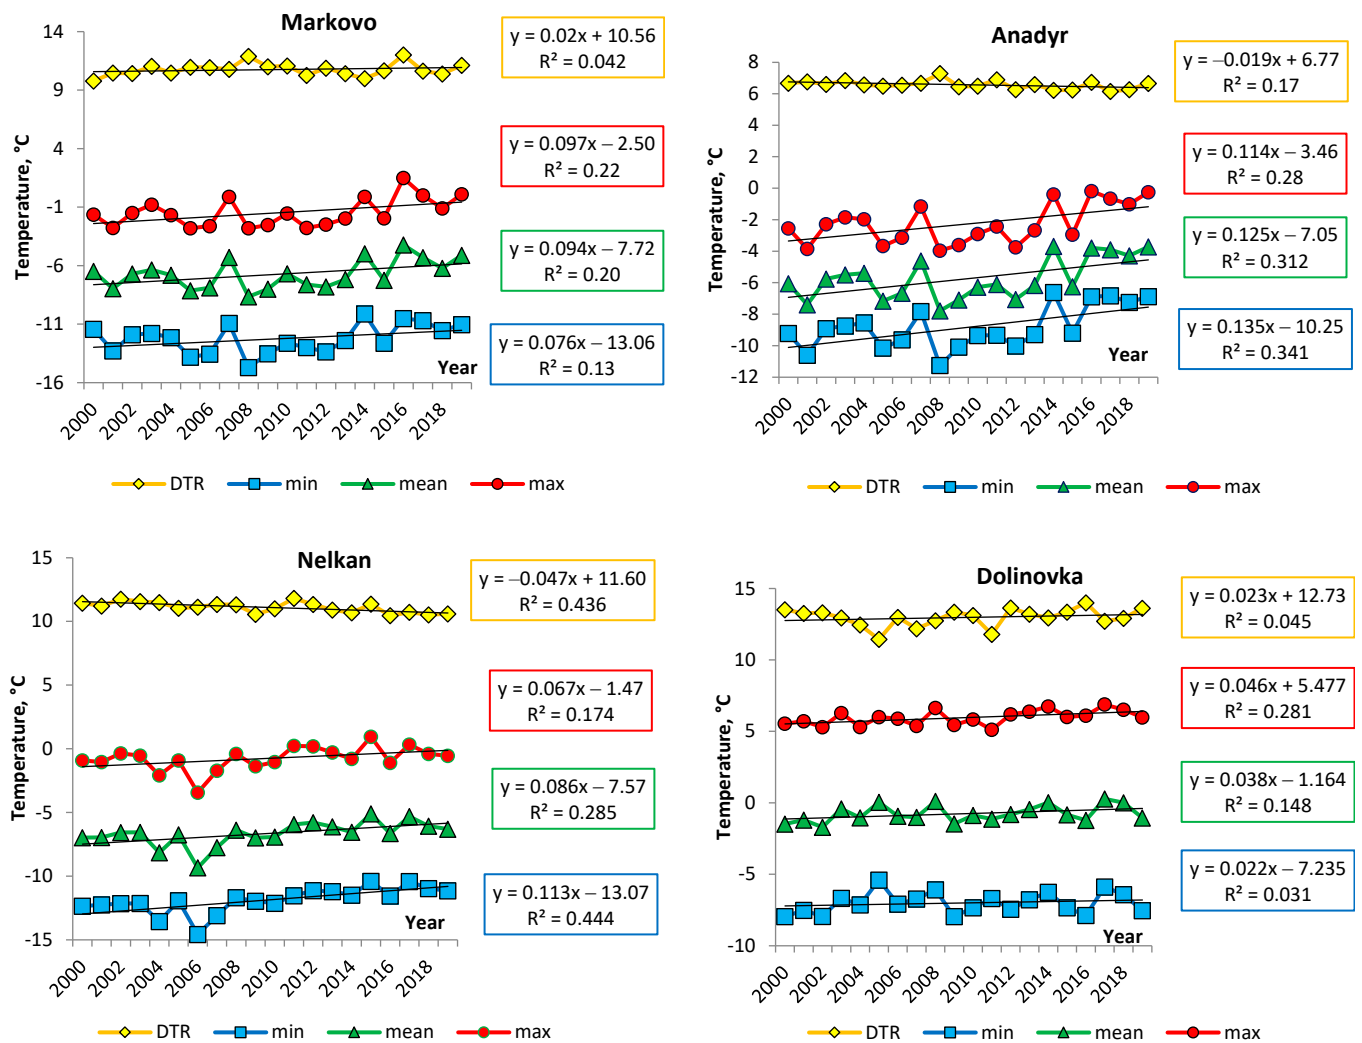 Markovo
14
9
4
-1
-6
-11
-16
Temperature, °C
y = 0.02x + 10.56
R² = 0.042
y = 0.097x − 2.50
R² = 0.22
y = 0.094x − 7.72
R² = 0.20
y = 0.076x − 13.06
R² = 0.13
Year
2000 2002 2004 2006 2008 2010 2012 2014 2016 2018
DTR min mean max
Anadyr
8
6
4
2
0
-2
-4
-6
-8
-10
-12
Temperature, °C
y = −0.019x + 6.77
R² = 0.17
y = 0.114x − 3.46
R² = 0.28
y = 0.125x − 7.05
R² = 0.312
y = 0.135x − 10.25
R² = 0.341
Year
2000 2002 2004 2006 2008 2010 2012 2014 2016 2018
DTR min mean max
Nelkan
15
10
5
0
-5
-10
-15
Temperature, °C
y = −0.047x + 11.60
R² = 0.436
y = 0.067x − 1.47
R² = 0.174
y = 0.086x − 7.57
R² = 0.285
y = 0.113x − 13.07
R² = 0.444
Year
2000 2002 2004 2006 2008 2010 2012 2014 2016 2018
DTR min mean max
Dolinovka
15
10
5
0
-5
-10
Temperature, °C
y = 0.023x + 12.73
R² = 0.045
y = 0.046x + 5.477
R² = 0.281
y = 0.038x − 1.164
R² = 0.148
y = 0.022x − 7.235
R² = 0.031
Year
2000 2002 2004 2006 2008 2010 2012 2014 2016 2018
DTR min mean max